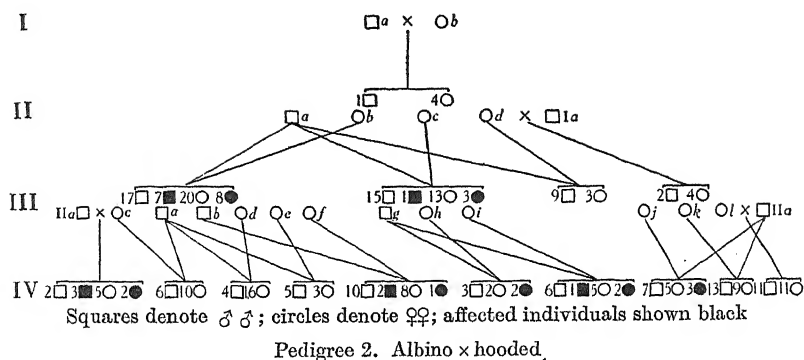 I a × b
1 4
II a b c d × Ia
17 7 20 8 15 1 13 3 9 3 2 4
III IIa × c a b d e f g h i j k l × IIa
IV 2 3 5 2 6 10 4 16 5 3 10 2 8 1 3 2 2 6 1 5 2 7 5 3 13 9 11 11
Squares denote ♂♂; circles denote ♀♀; affected individuals shown black
Pedigree 2. Albino × hooded